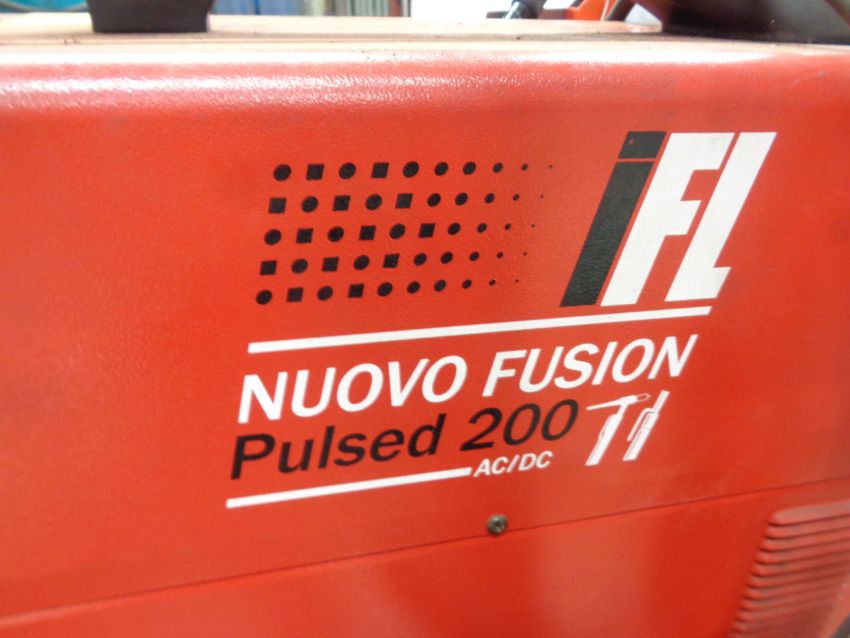 iFL
NUOVO FUSION
Pulsed 200
AC/DC